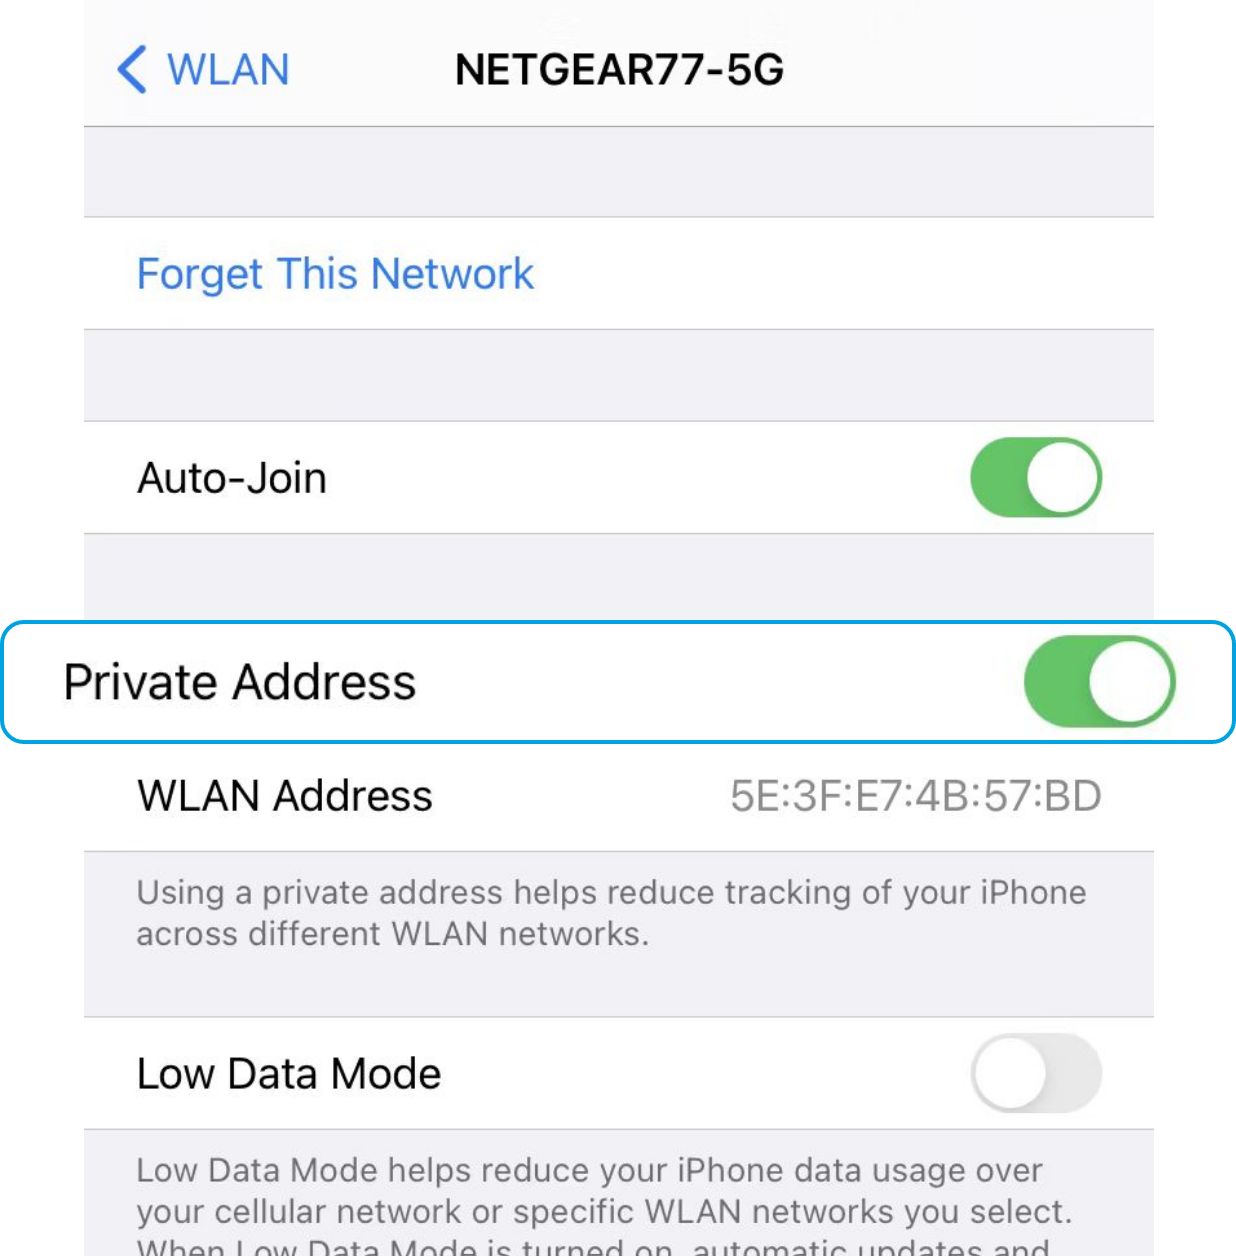 WLAN
NETGEAR77-5G
Forget This Network
Auto-Join
Private Address
WLAN Address 5E:3F:E7:4B:57:BD
Using a private address helps reduce tracking of your iPhone
across different WLAN networks.
Low Data Mode
Low Data Mode helps reduce your iPhone data usage over
your cellular network or specific WLAN networks you select.
When Low Data Mode is turned on, automatic updates and